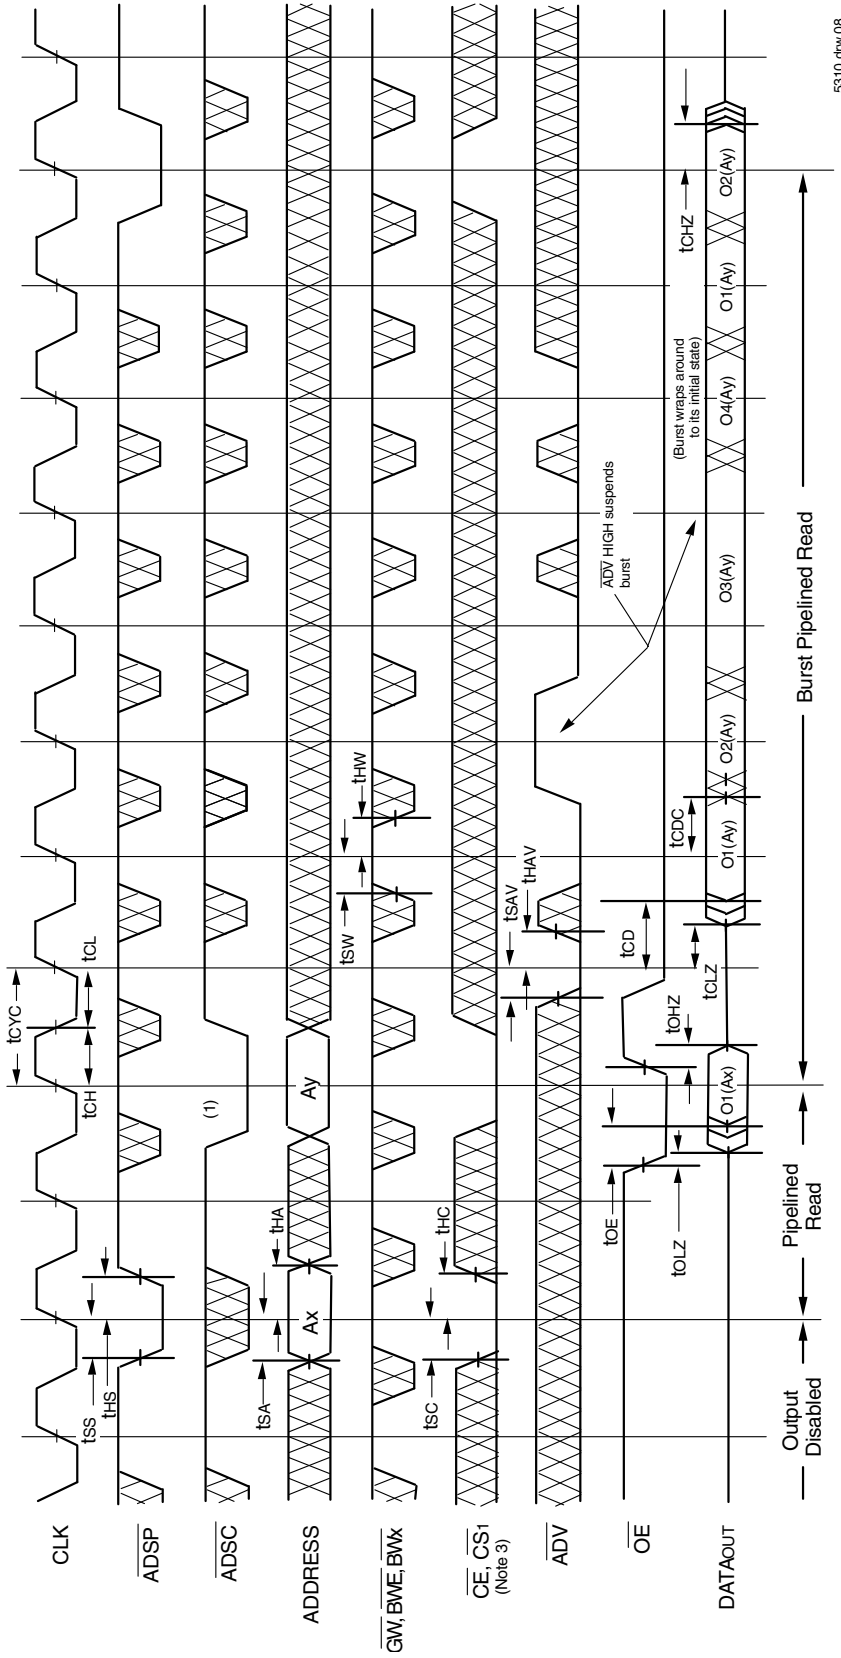 CLK
tCYC
tCH
tCL
tSS
tHS
ADSP
ADSC
(1)
ADDRESS
Ax
Ay
tSA
tHA
GW, BWE, BWx
tSW
tHW
CE, CS1
(Note 3)
tSC
tHC
ADV
tSAV
tHAV
ADV HIGH suspends
burst
OE
tOE
tOHZ
tCD
tOLZ
tCLZ
tCDC
tCHZ
(Burst wraps around
to its initial state)
DATAOUT
O1(Ax)
O1(Ay)
O2(Ay)
O3(Ay)
O4(Ay)
O1(Ay)
O2(Ay)
Output
Disabled
Pipelined
Read
Burst Pipelined Read
5310 drw 08